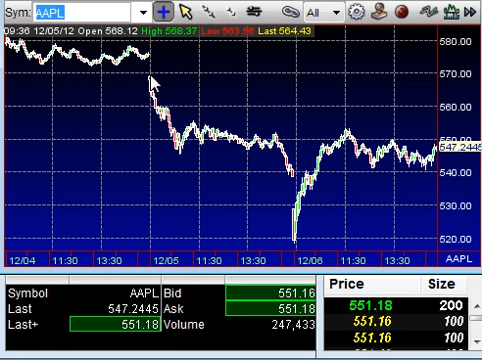 Sym: AAPL All
09:36 12/05/12 Open 568.12 High 568.37 Low 563.56 Last 564.43
580.00
570.00
560.00
550.00
547.2445
540.00
530.00
520.00
12/04 11:30 13:30 12/05 11:30 13:30 12/06 11:30 13:30 AAPL
Symbol AAPL Bid 551.16
Last 547.2445 Ask 551.18
Last+ 551.18 Volume 247,433
Price Size
551.18 200
551.16 100
551.16 100
551.16 100